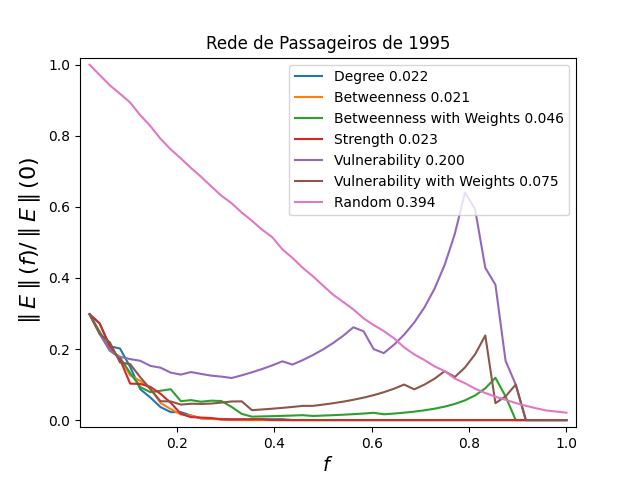 Rede de Passageiros de 1995
‖ E ‖ (f)/ ‖ E ‖ (0)
1.0
0.8
0.6
0.4
0.2
0.0
Degree 0.022
Betweenness 0.021
Betweenness with Weights 0.046
Strength 0.023
Vulnerability 0.200
Vulnerability with Weights 0.075
Random 0.394
0.2 0.4 0.6 0.8 1.0
f